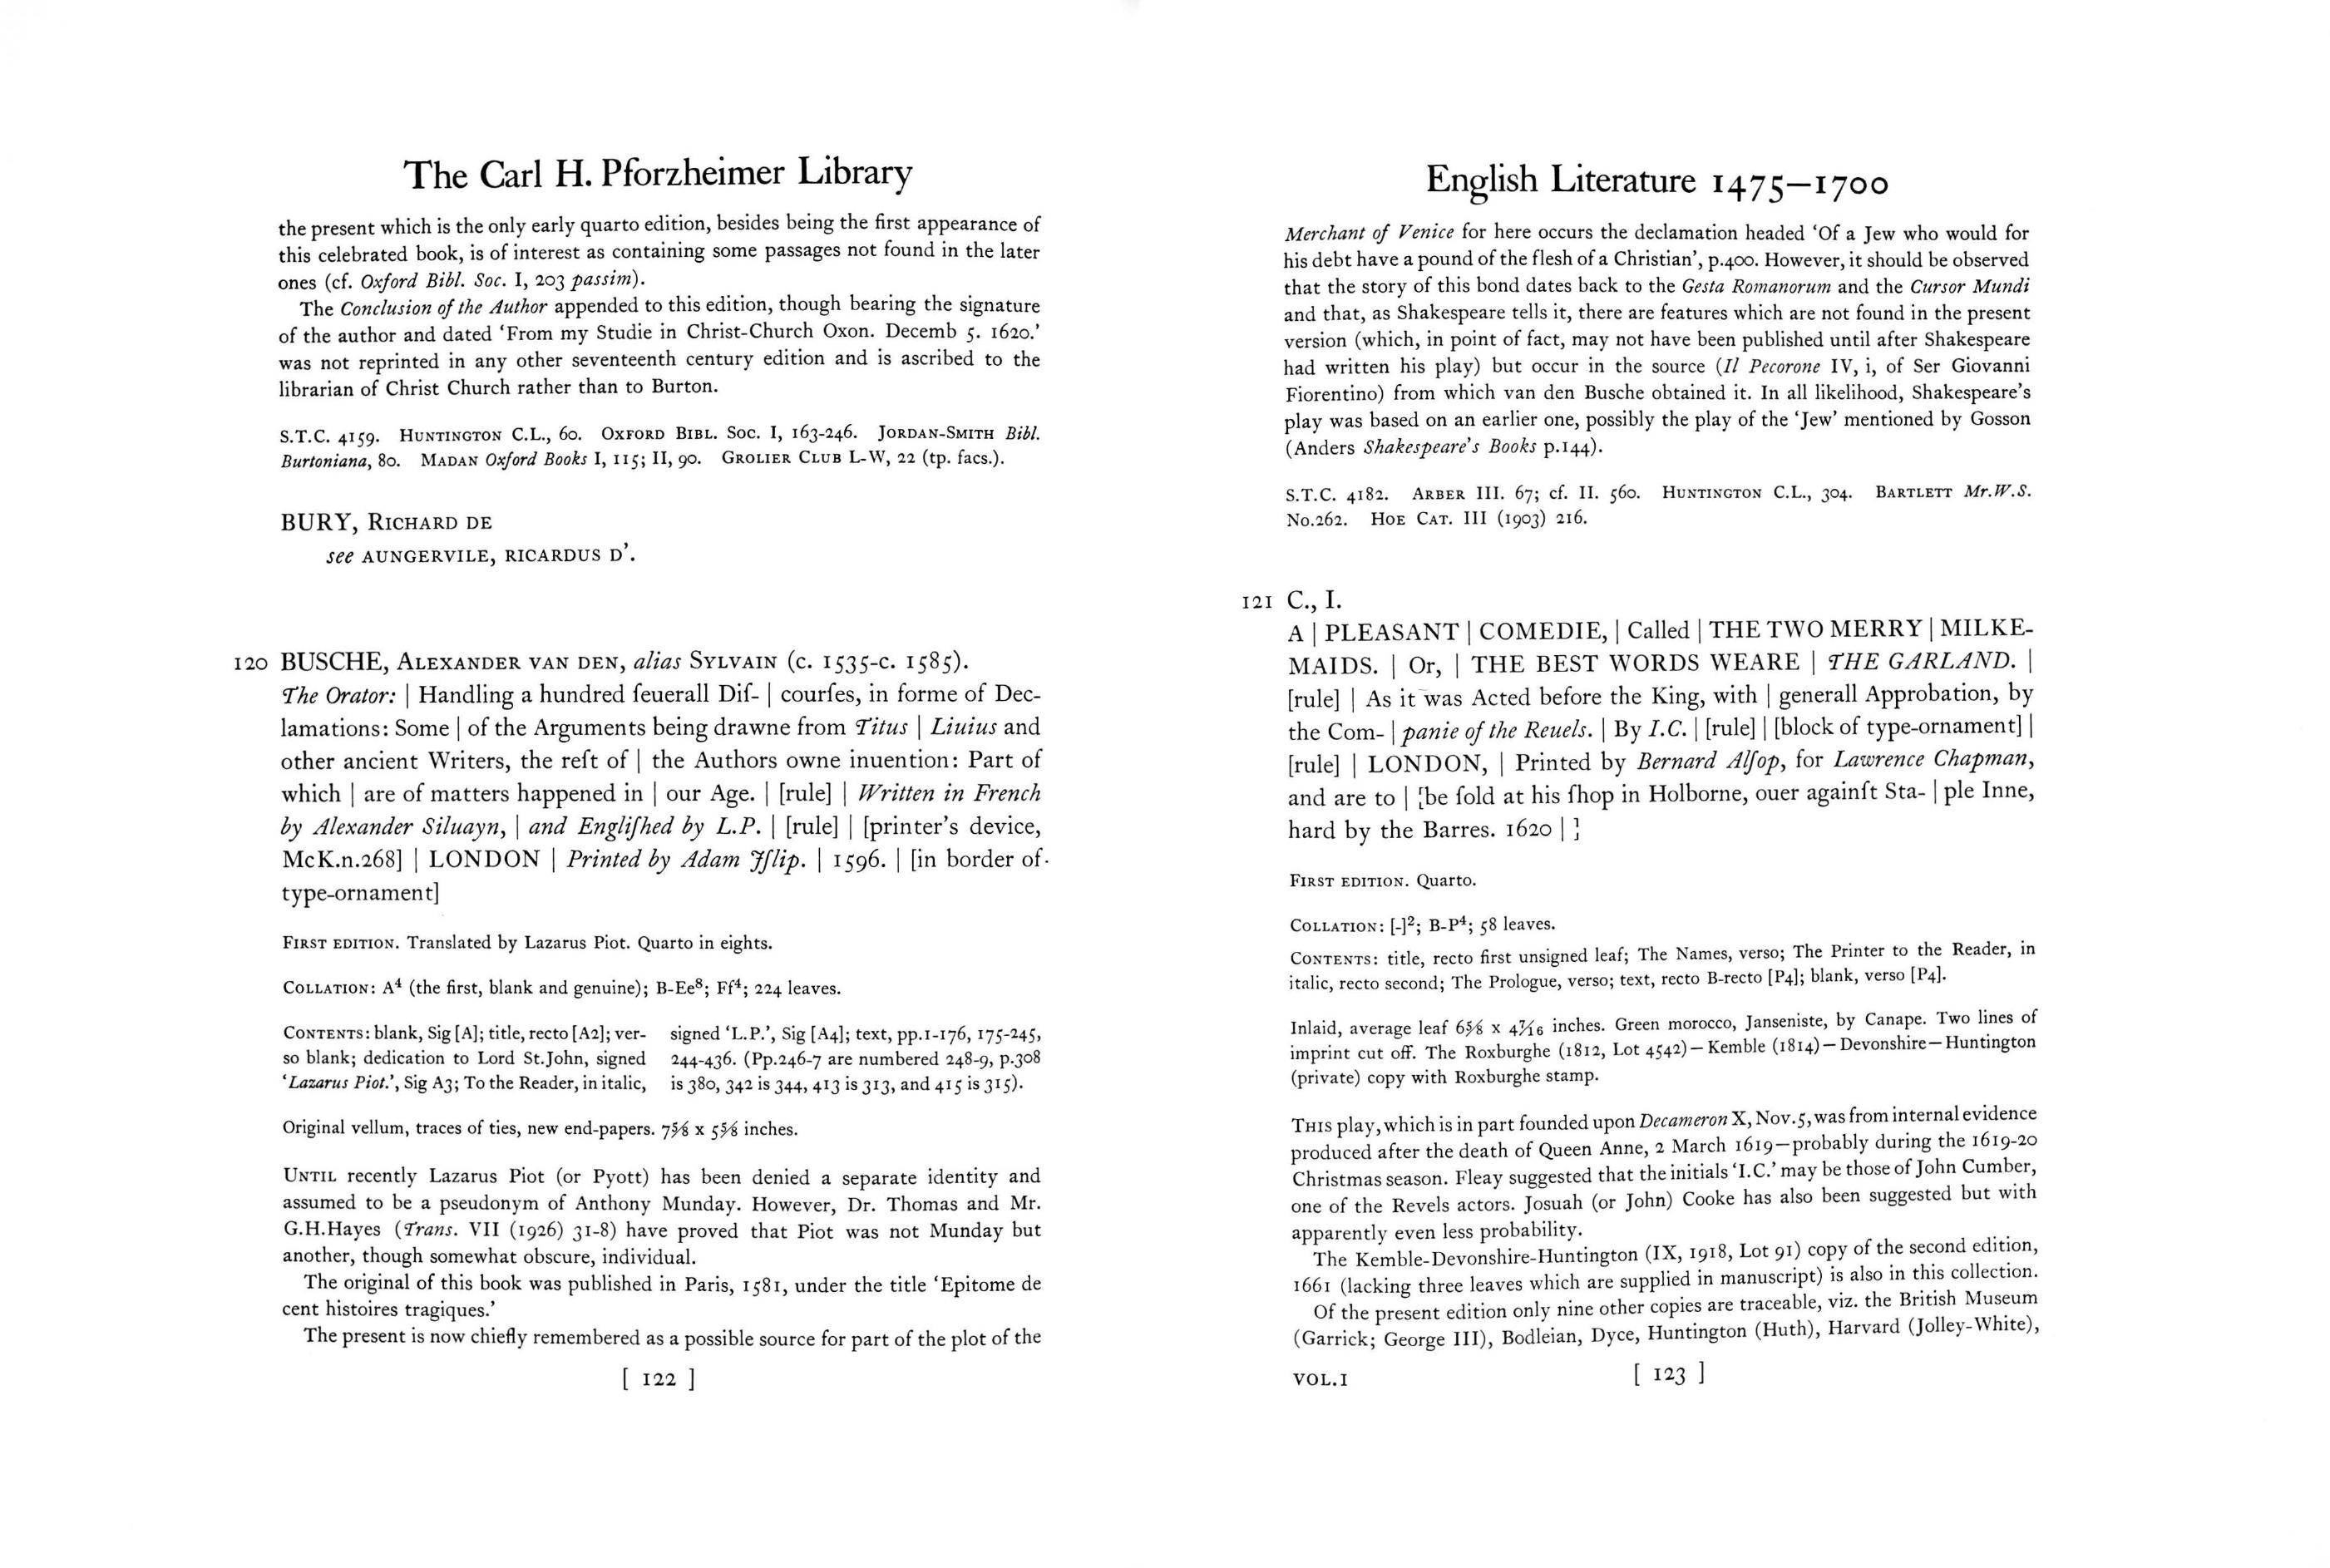 The Carl H. Pforzheimer Library
the present which is the only early quarto edition, besides being the first appearance of
this celebrated book, is of interest as containing some passages not found in the later
ones (cf. Oxford Bibl. Soc. I, 203 passim).
The Conclusion of the Author appended to this edition, though bearing the signature
of the author and dated ‘From my Studie in Christ-Church Oxon. Decemb 5. 1620.’
was not reprinted in any other seventeenth century edition and is ascribed to the
librarian of Christ Church rather than to Burton.
S.T.C. 4159. Huntington C.L., 60. Oxford Bibl. Soc. I, 163-246. Jordan-Smith Bibl.
Burtoniana, 80. Madan Oxford Books I, 115; II, 90. Grolier Club L-W, 22 (tp. facs.).
BURY, Richard de
see AUNGERVILE, RICARDUS D’.
120 BUSCHE, Alexander van den, alias Sylvain (c. 1535-c. 1585).
The Orator: | Handling a hundred ſeuerall Diſ- | courſes, in forme of Dec-
lamations: Some | of the Arguments being drawne from Titus | Liuius and
other ancient Writers, the reſt of | the Authors owne inuention: Part of
which | are of matters happened in | our Age. | [rule] | Written in French
by Alexander Siluayn, | and Engliſhed by L.P. | [rule] | [printer’s device,
McK.n.268] | LONDON | Printed by Adam Iſlip. | 1596. | [in border of
type-ornament]
First edition. Translated by Lazarus Piot. Quarto in eights.
Collation: A⁴ (the first, blank and genuine); B-Ee⁸; Ff⁴; 224 leaves.
Contents: blank, Sig [A]; title, recto [A2]; ver-
so blank; dedication to Lord St.John, signed
‘Lazarus Piot.’, Sig A3; To the Reader, in italic,
signed ‘L.P.’, Sig [A4]; text, pp.1-176, 175-245,
244-436. (Pp.246-7 are numbered 248-9, p.308
is 380, 342 is 344, 413 is 313, and 415 is 315).
Original vellum, traces of ties, new end-papers. 7⅝ x 5⅝ inches.
Until recently Lazarus Piot (or Pyott) has been denied a separate identity and
assumed to be a pseudonym of Anthony Munday. However, Dr. Thomas and Mr.
G.H.Hayes (Trans. VII (1926) 31-8) have proved that Piot was not Munday but
another, though somewhat obscure, individual.
The original of this book was published in Paris, 1581, under the title ‘Epitome de
cent histoires tragiques.’
The present is now chiefly remembered as a possible source for part of the plot of the
[ 122 ]
English Literature 1475–1700
Merchant of Venice for here occurs the declamation headed ‘Of a Jew who would for
his debt have a pound of the flesh of a Christian’, p.400. However, it should be observed
that the story of this bond dates back to the Gesta Romanorum and the Cursor Mundi
and that, as Shakespeare tells it, there are features which are not found in the present
version (which, in point of fact, may not have been published until after Shakespeare
had written his play) but occur in the source (Il Pecorone IV, i, of Ser Giovanni
Fiorentino) from which van den Busche obtained it. In all likelihood, Shakespeare’s
play was based on an earlier one, possibly the play of the ‘Jew’ mentioned by Gosson
(Anders Shakespeare’s Books p.144).
S.T.C. 4182. Arber III. 67; cf. II. 560. Huntington C.L., 304. Bartlett Mr.W.S.
No.262. Hoe Cat. III (1903) 216.
121 C., I.
A | PLEASANT | COMEDIE, | Called | THE TWO MERRY | MILKE-
MAIDS. | Or, | THE BEST WORDS WEARE | THE GARLAND. |
[rule] | As it was Acted before the King, with | generall Approbation, by
the Com- | panie of the Reuels. | By I.C. | [rule] | [block of type-ornament] |
[rule] | LONDON, | Printed by Bernard Alſop, for Lawrence Chapman,
and are to | [be ſold at his ſhop in Holborne, ouer againſt Sta- | ple Inne,
hard by the Barres. 1620 | ]
First edition. Quarto.
Collation: [-]²; B-P⁴; 58 leaves.
Contents: title, recto first unsigned leaf; The Names, verso; The Printer to the Reader, in
italic, recto second; The Prologue, verso; text, recto B-recto [P4]; blank, verso [P4].
Inlaid, average leaf 6⅝ x 4⁷⁄₁₆ inches. Green morocco, Janseniste, by Canape. Two lines of
imprint cut off. The Roxburghe (1812, Lot 4542)—Kemble (1814)—Devonshire—Huntington
(private) copy with Roxburghe stamp.
This play, which is in part founded upon Decameron X, Nov.5, was from internal evidence
produced after the death of Queen Anne, 2 March 1619—probably during the 1619-20
Christmas season. Fleay suggested that the initials ‘I.C.’ may be those of John Cumber,
one of the Revels actors. Josuah (or John) Cooke has also been suggested but with
apparently even less probability.
The Kemble-Devonshire-Huntington (IX, 1918, Lot 91) copy of the second edition,
1661 (lacking three leaves which are supplied in manuscript) is also in this collection.
Of the present edition only nine other copies are traceable, viz. the British Museum
(Garrick; George III), Bodleian, Dyce, Huntington (Huth), Harvard (Jolley-White),
VOL.I
[ 123 ]